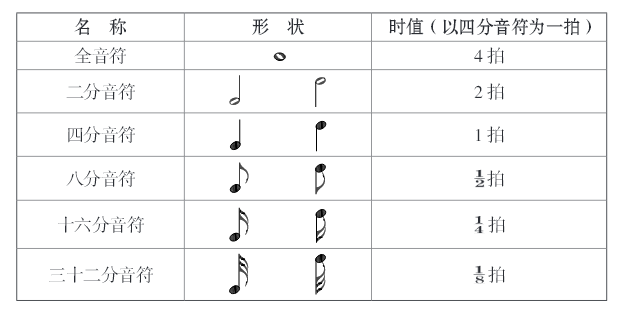 名 称 形 状 时值（以四分音符为一拍）
全音符 4 拍
二分音符 2 拍
四分音符 1 拍
八分音符 1/2 拍
十六分音符 1/4 拍
三十二分音符 1/8 拍